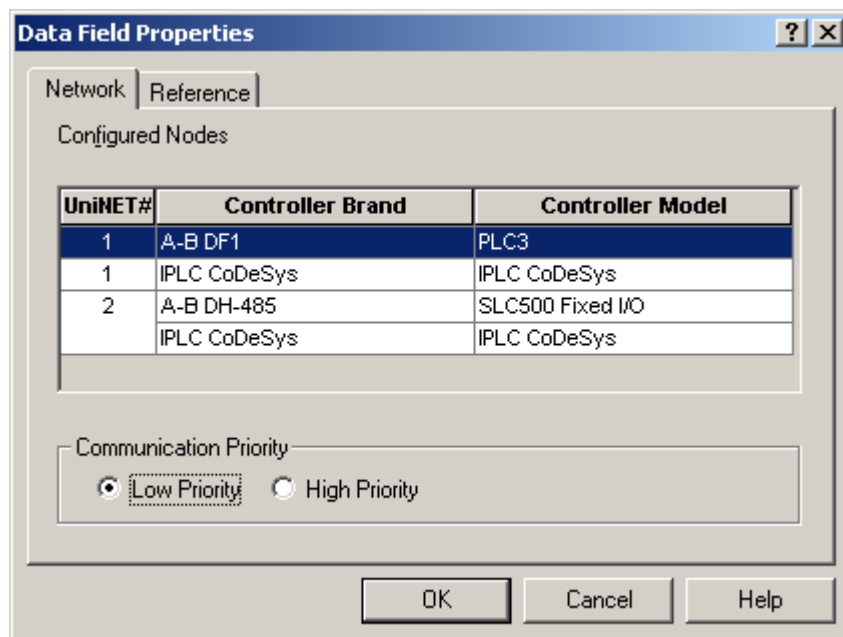 Data Field Properties
Network Reference
Configured Nodes
UniNET# Controller Brand Controller Model
1 A-B DF1 PLC3
1 IPLC CoDeSys IPLC CoDeSys
2 A-B DH-485 SLC500 Fixed I/O
IPLC CoDeSys IPLC CoDeSys
Communication Priority
Low Priority High Priority
OK Cancel Help